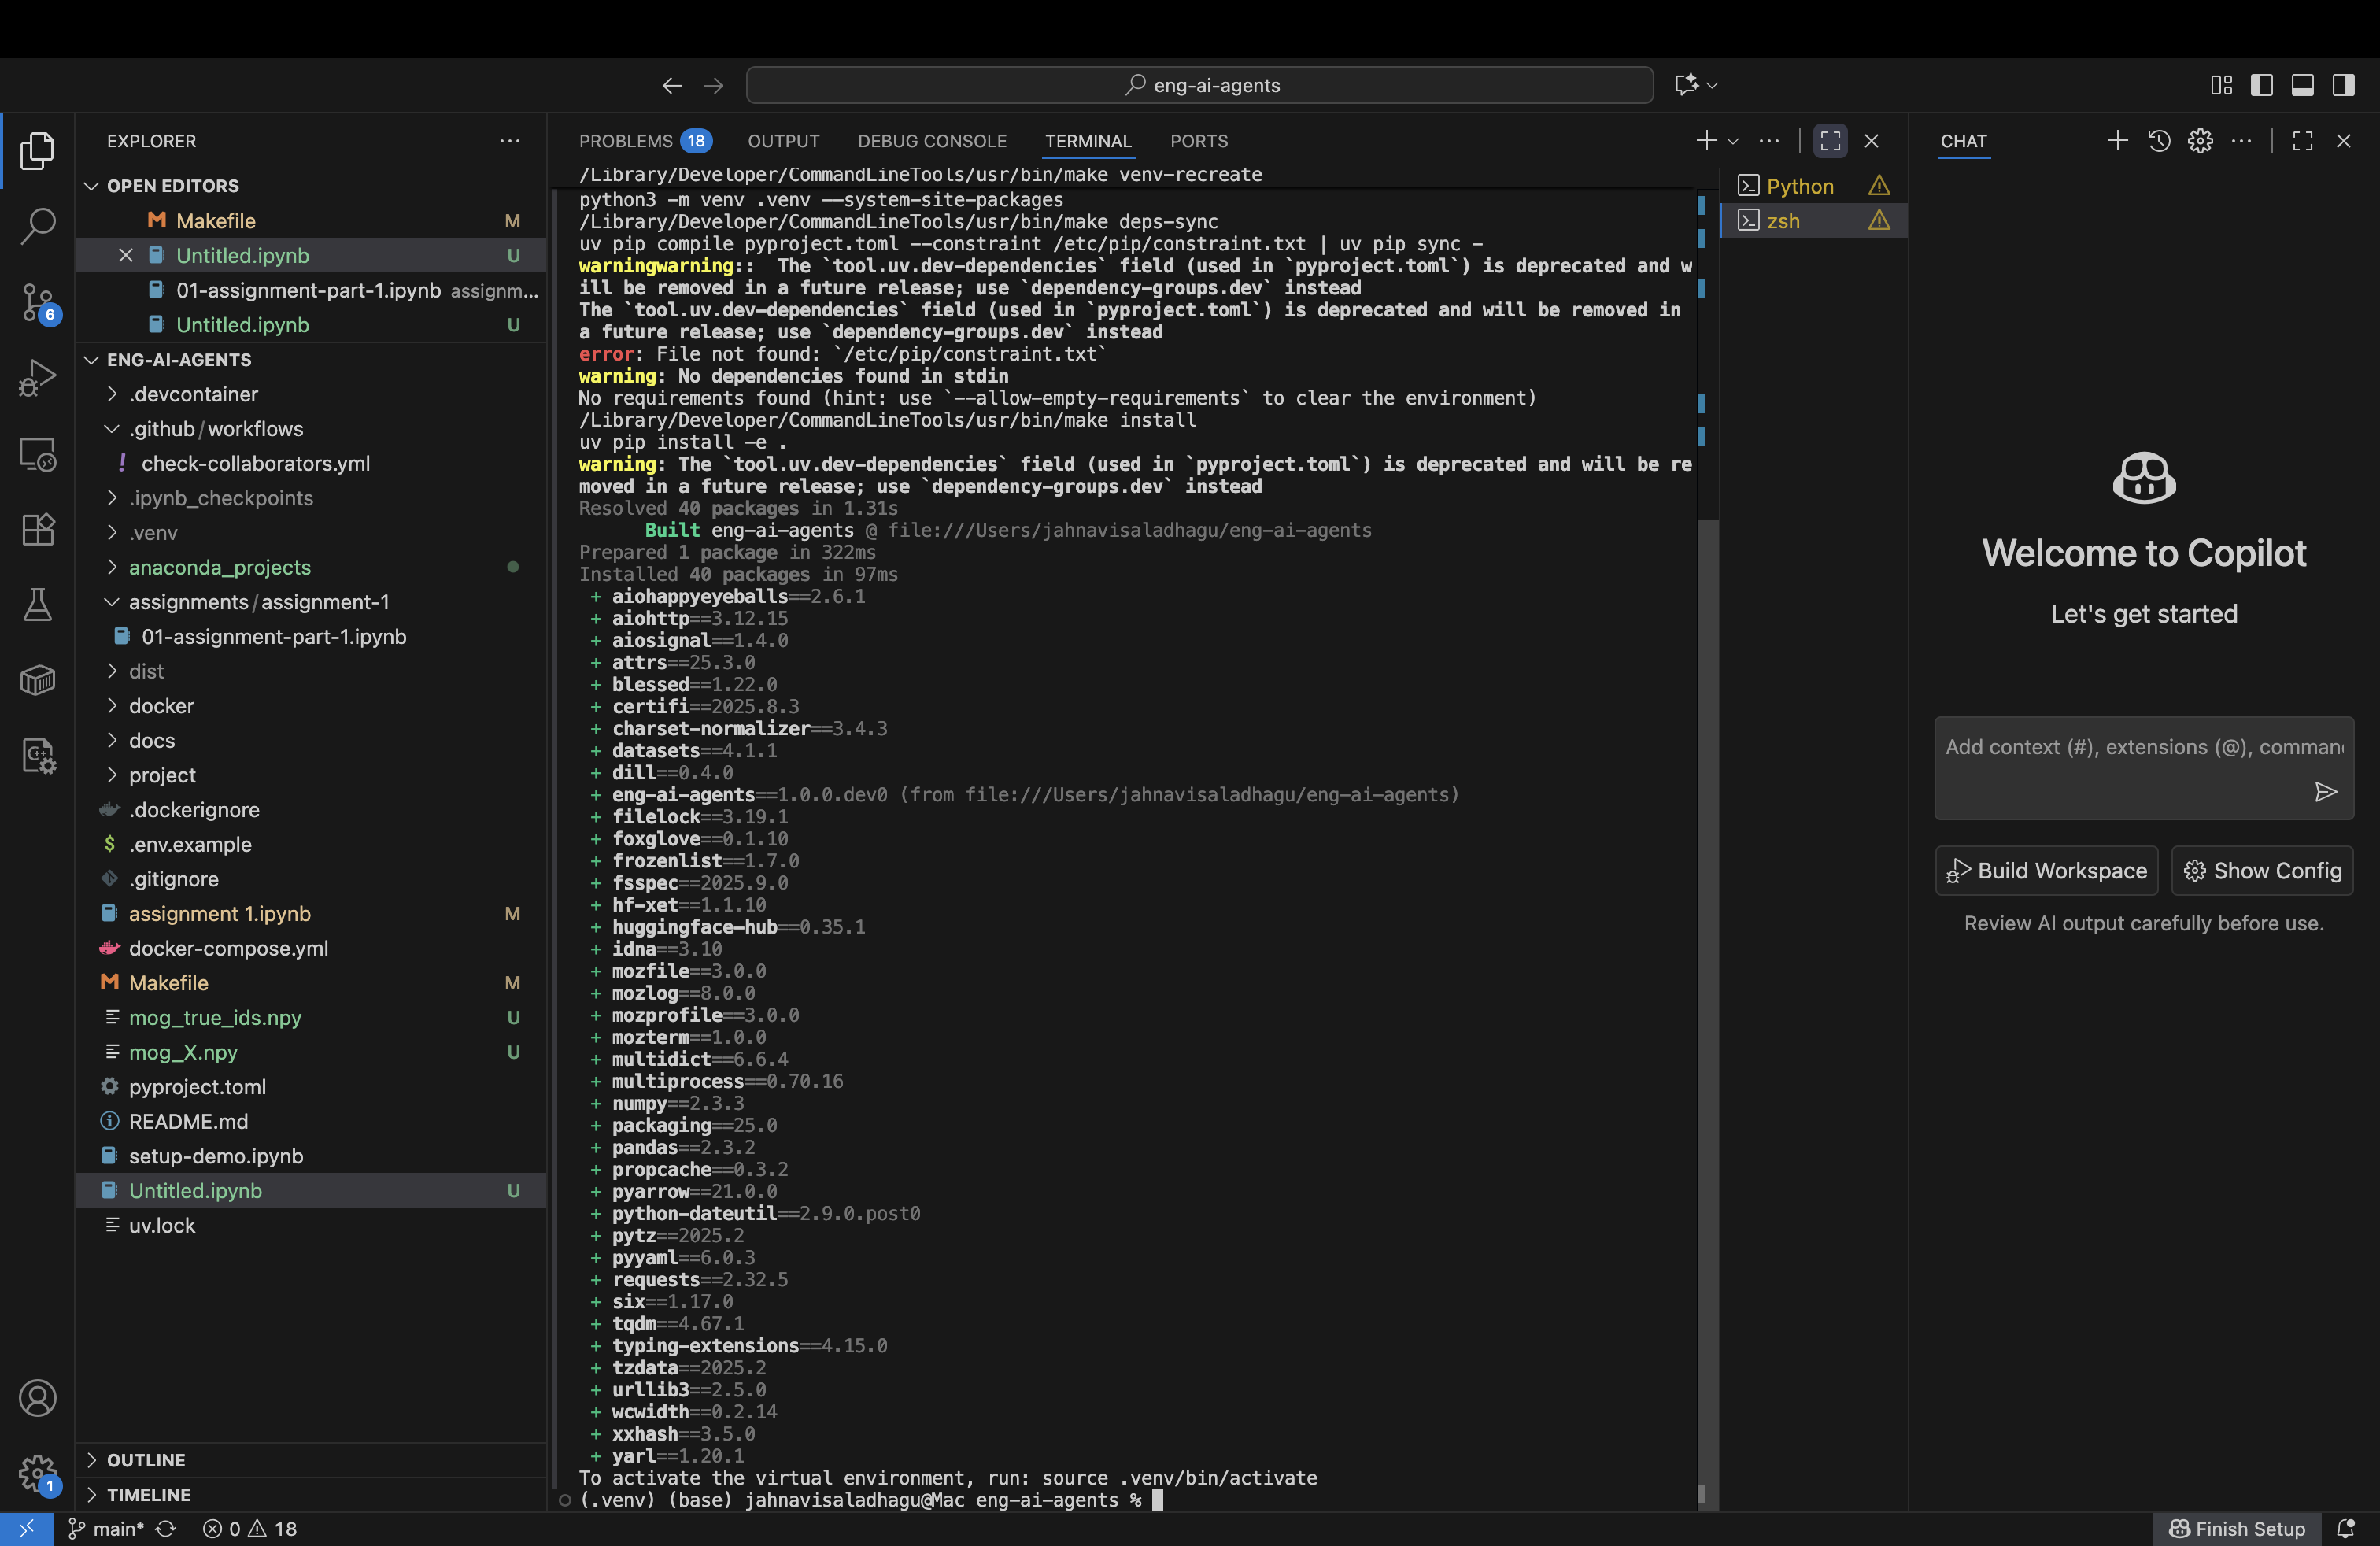 eng-ai-agents
EXPLORER
OPEN EDITORS
Makefile M
Untitled.ipynb U
01-assignment-part-1.ipynb assignm...
Untitled.ipynb U
6
ENG-AI-AGENTS
.devcontainer
.github/workflows
! check-collaborators.yml
.ipynb_checkpoints
.venv
anaconda_projects
assignments/assignment-1
01-assignment-part-1.ipynb
dist
docker
docs
project
.dockerignore
$ .env.example
.gitignore
assignment 1.ipynb M
docker-compose.yml
Makefile M
mog_true_ids.npy U
mog_X.npy U
pyproject.toml
README.md
setup-demo.ipynb
Untitled.ipynb U
uv.lock
OUTLINE
TIMELINE
1
PROBLEMS 18 OUTPUT DEBUG CONSOLE TERMINAL PORTS
/Library/Developer/CommandLineTools/usr/bin/make venv-recreate
python3 -m venv .venv --system-site-packages
/Library/Developer/CommandLineTools/usr/bin/make deps-sync
uv pip compile pyproject.toml --constraint /etc/pip/constraint.txt | uv pip sync -
warningwarning:: The `tool.uv.dev-dependencies` field (used in `pyproject.toml`) is deprecated and w
ill be removed in a future release; use `dependency-groups.dev` instead
The `tool.uv.dev-dependencies` field (used in `pyproject.toml`) is deprecated and will be removed in
a future release; use `dependency-groups.dev` instead
error: File not found: `/etc/pip/constraint.txt`
warning: No dependencies found in stdin
No requirements found (hint: use `--allow-empty-requirements` to clear the environment)
/Library/Developer/CommandLineTools/usr/bin/make install
uv pip install -e .
warning: The `tool.uv.dev-dependencies` field (used in `pyproject.toml`) is deprecated and will be re
moved in a future release; use `dependency-groups.dev` instead
Resolved 40 packages in 1.31s
Built eng-ai-agents @ file:///Users/jahnavisaladhagu/eng-ai-agents
Prepared 1 package in 322ms
Installed 40 packages in 97ms
+ aiohappyeyeballs==2.6.1
+ aiohttp==3.12.15
+ aiosignal==1.4.0
+ attrs==25.3.0
+ blessed==1.22.0
+ certifi==2025.8.3
+ charset-normalizer==3.4.3
+ datasets==4.1.1
+ dill==0.4.0
+ eng-ai-agents==1.0.0.dev0 (from file:///Users/jahnavisaladhagu/eng-ai-agents)
+ filelock==3.19.1
+ foxglove==0.1.10
+ frozenlist==1.7.0
+ fsspec==2025.9.0
+ hf-xet==1.1.10
+ huggingface-hub==0.35.1
+ idna==3.10
+ mozfile==3.0.0
+ mozlog==8.0.0
+ mozprofile==3.0.0
+ mozterm==1.0.0
+ multidict==6.6.4
+ multiprocess==0.70.16
+ numpy==2.3.3
+ packaging==25.0
+ pandas==2.3.2
+ propcache==0.3.2
+ pyarrow==21.0.0
+ python-dateutil==2.9.0.post0
+ pytz==2025.2
+ pyyaml==6.0.3
+ requests==2.32.5
+ six==1.17.0
+ tqdm==4.67.1
+ typing-extensions==4.15.0
+ tzdata==2025.2
+ urllib3==2.5.0
+ wcwidth==0.2.14
+ xxhash==3.5.0
+ yarl==1.20.1
To activate the virtual environment, run: source .venv/bin/activate
(.venv) (base) jahnavisaladhagu@Mac eng-ai-agents %
Python
zsh
CHAT
Welcome to Copilot
Let's get started
Add context (#), extensions (@), comman
Build Workspace Show Config
Review AI output carefully before use.
main* 0 18
Finish Setup